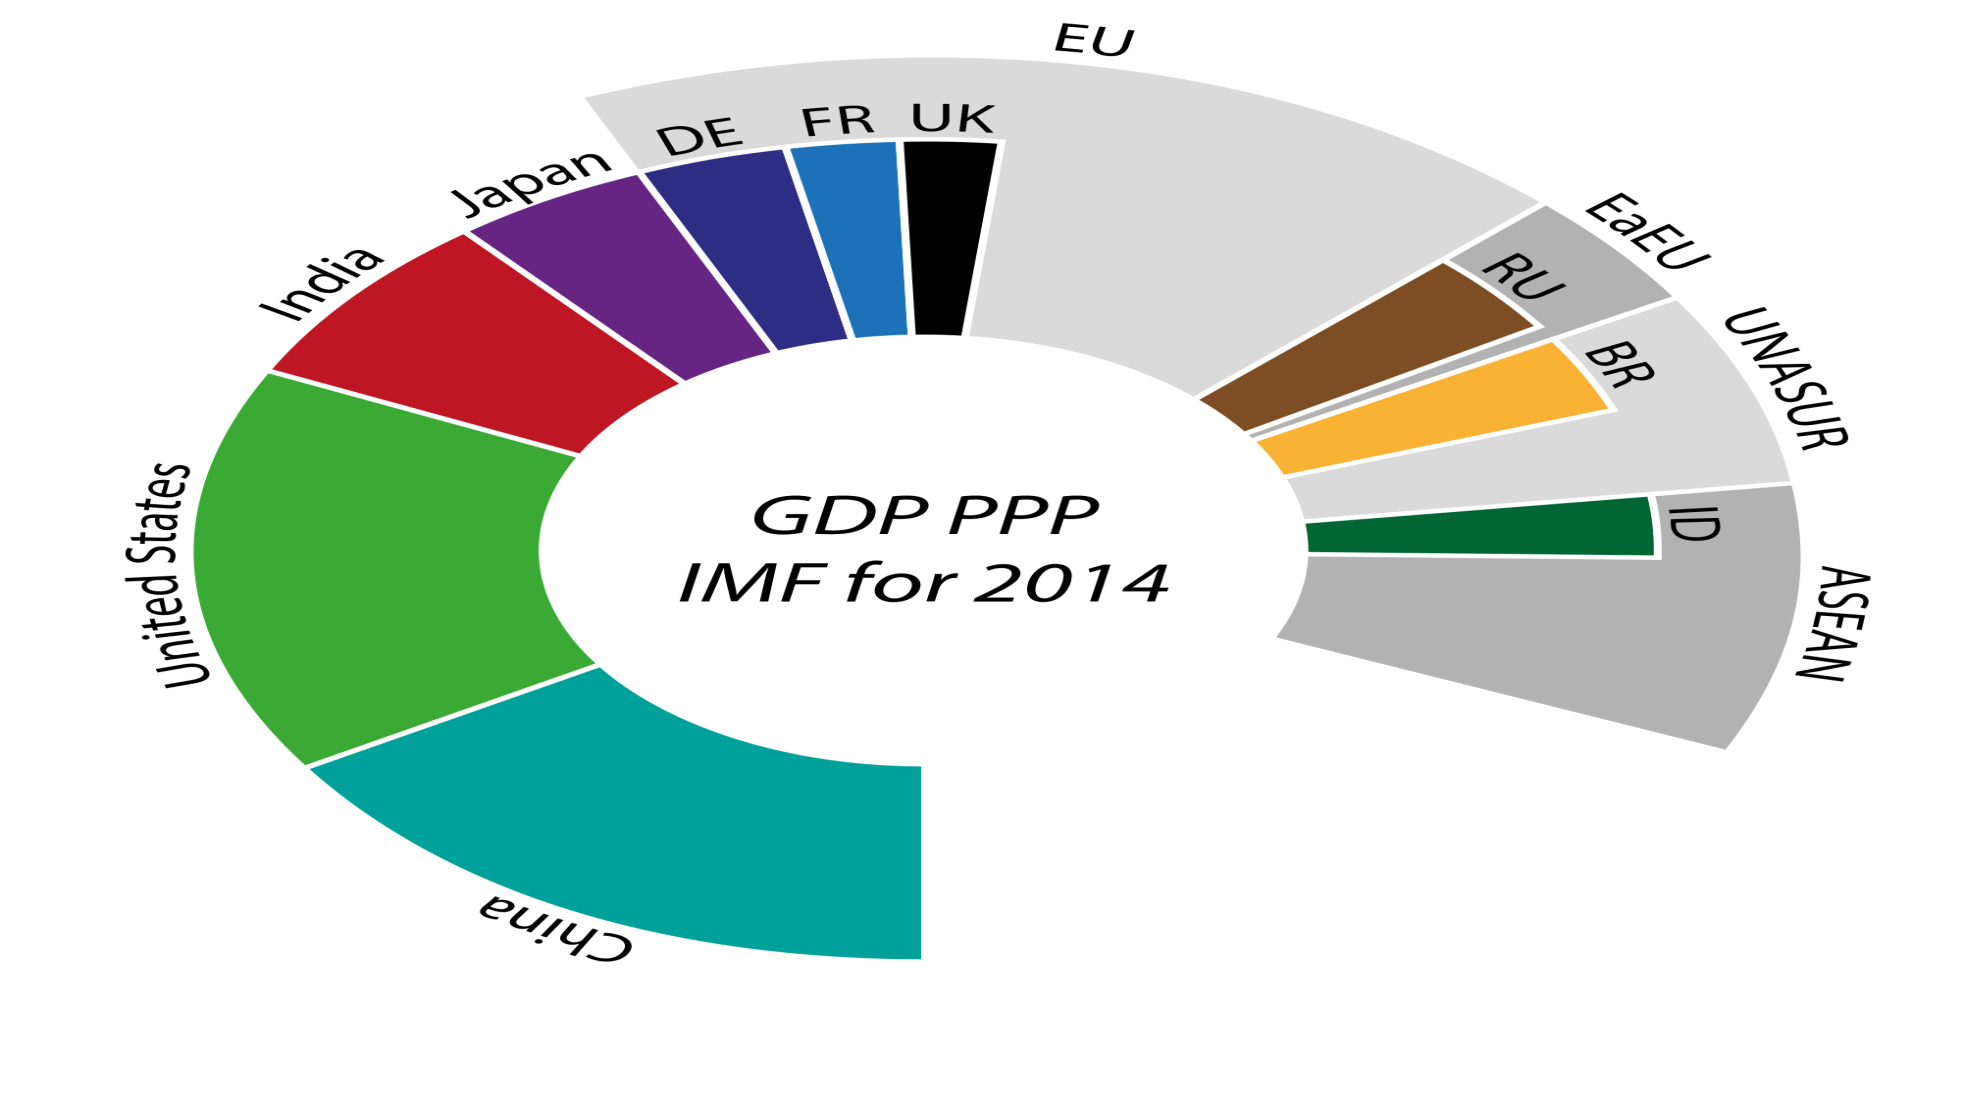 EU
DE
FR
UK
Japan
India
United States
China
EaEU
RU
UNASUR
BR
ID
ASEAN
GDP PPP
IMF for 2014